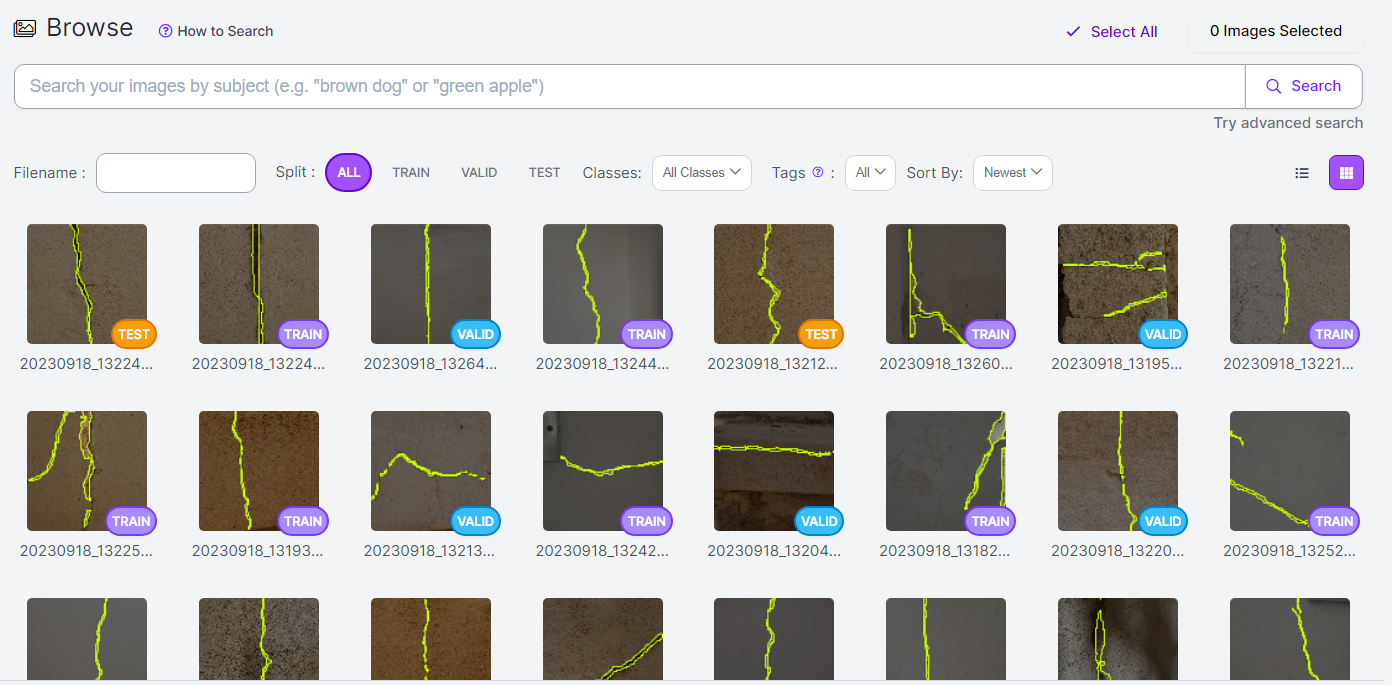 Browse
How to Search
Select All
0 Images Selected
Search your images by subject (e.g. "brown dog" or "green apple")
Search
Try advanced search
Filename :
Split :
ALL
TRAIN
VALID
TEST
Classes:
All Classes
Tags ? :
All
Sort By:
Newest
TEST
TRAIN
VALID
TRAIN
TEST
TRAIN
VALID
TRAIN
20230918_13224...
20230918_13224...
20230918_13264...
20230918_13244...
20230918_13212...
20230918_13260...
20230918_13195...
20230918_13221...
TRAIN
TRAIN
VALID
TRAIN
VALID
TRAIN
VALID
TRAIN
20230918_13225...
20230918_13193...
20230918_13213...
20230918_13242...
20230918_13204...
20230918_13182...
20230918_13220...
20230918_13252...